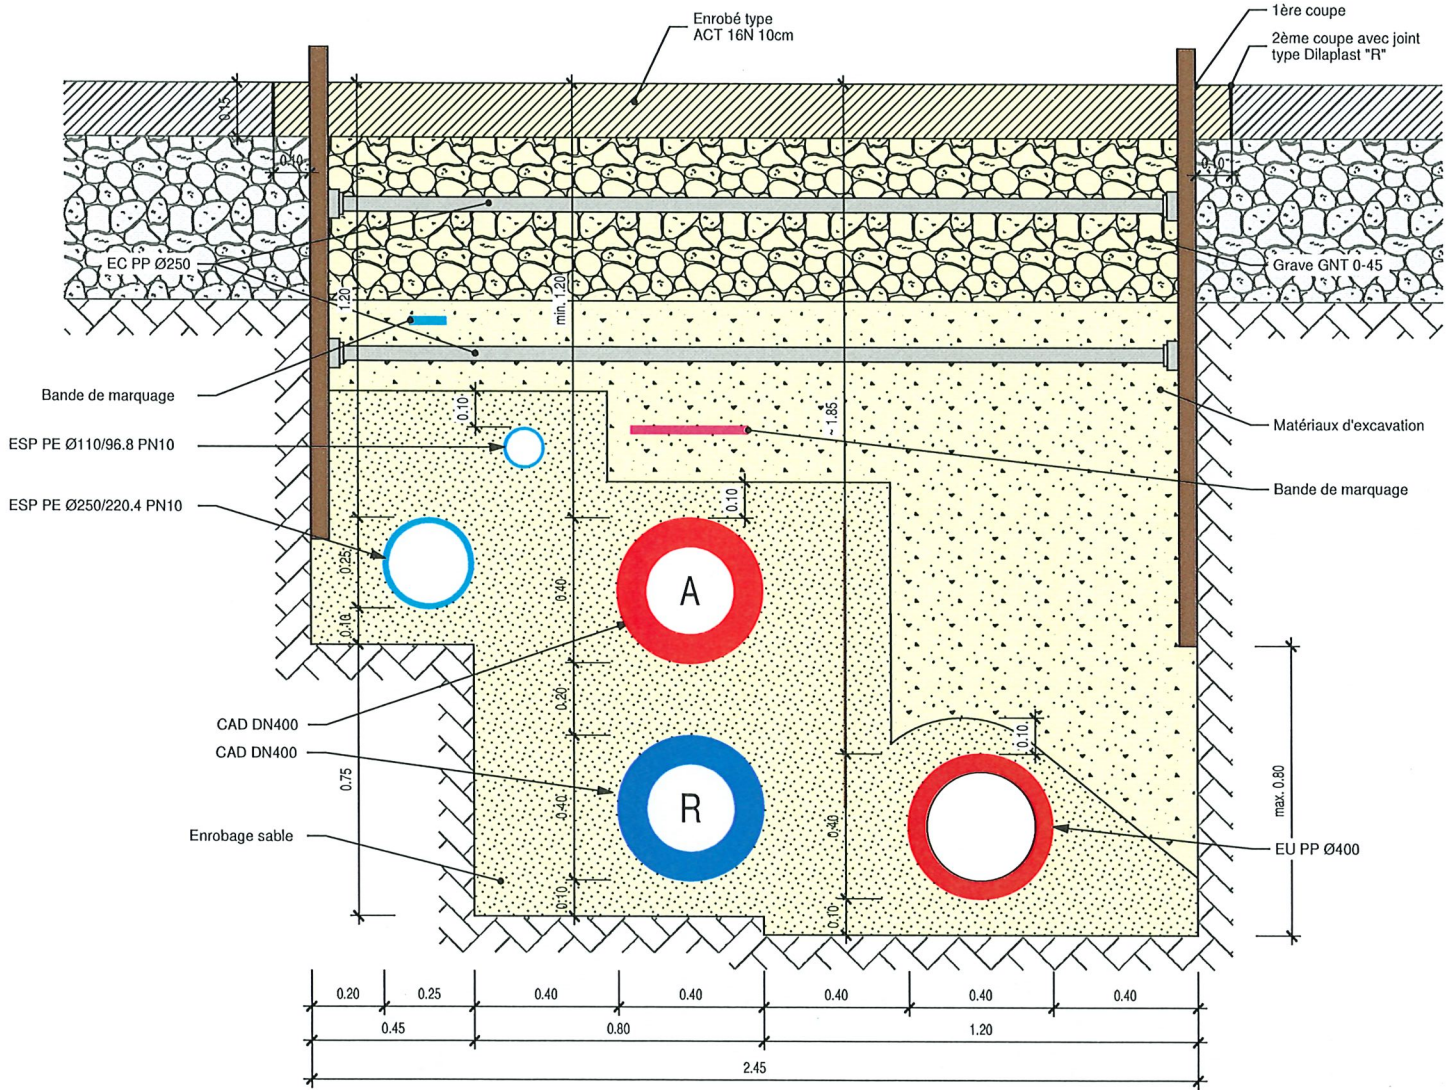 Enrobé type
ACT 16N 10cm
1ère coupe
2ème coupe avec joint
type Dilaplast "R"
0.15
0.10
0.10
EC PP Ø250
Grave GNT 0-45
1.20
min. 1.20
Bande de marquage
0.10
~ 1.85
Matériaux d'excavation
ESP PE Ø110/96.8 PN10
Bande de marquage
ESP PE Ø250/220.4 PN10
0.10
0.25
0.40
A
0.10
CAD DN400
0.20
0.10
CAD DN400
0.75
0.40
R
0.40
max. 0.80
Enrobage sable
EU PP Ø400
0.10
0.10
0.20 0.25 0.40 0.40 0.40 0.40 0.40
0.45 0.80 1.20
2.45